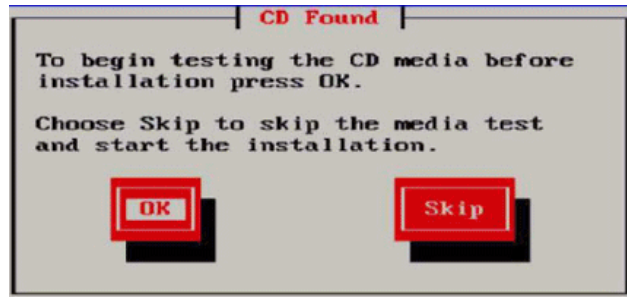 CD Found
To begin testing the CD media before
installation press OK.
Choose Skip to skip the media test
and start the installation.
OK
Skip